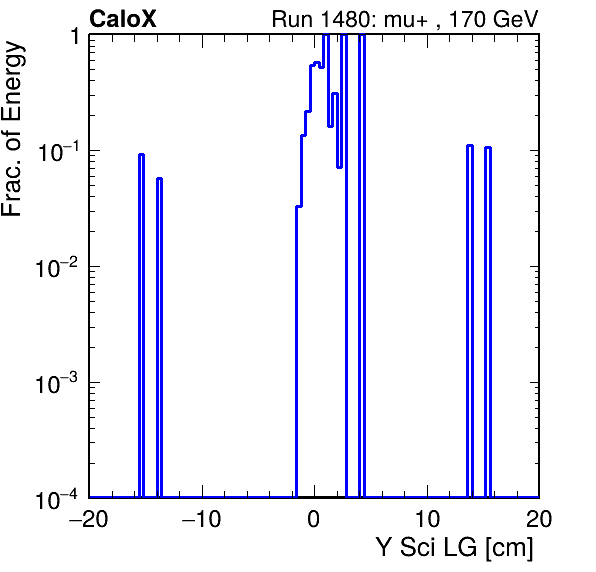 CaloX Run 1480: mu+ , 170 GeV
Frac. of Energy
1
10⁻¹
10⁻²
10⁻³
10⁻⁴
−20 −10 0 10 20
Y Sci LG [cm]